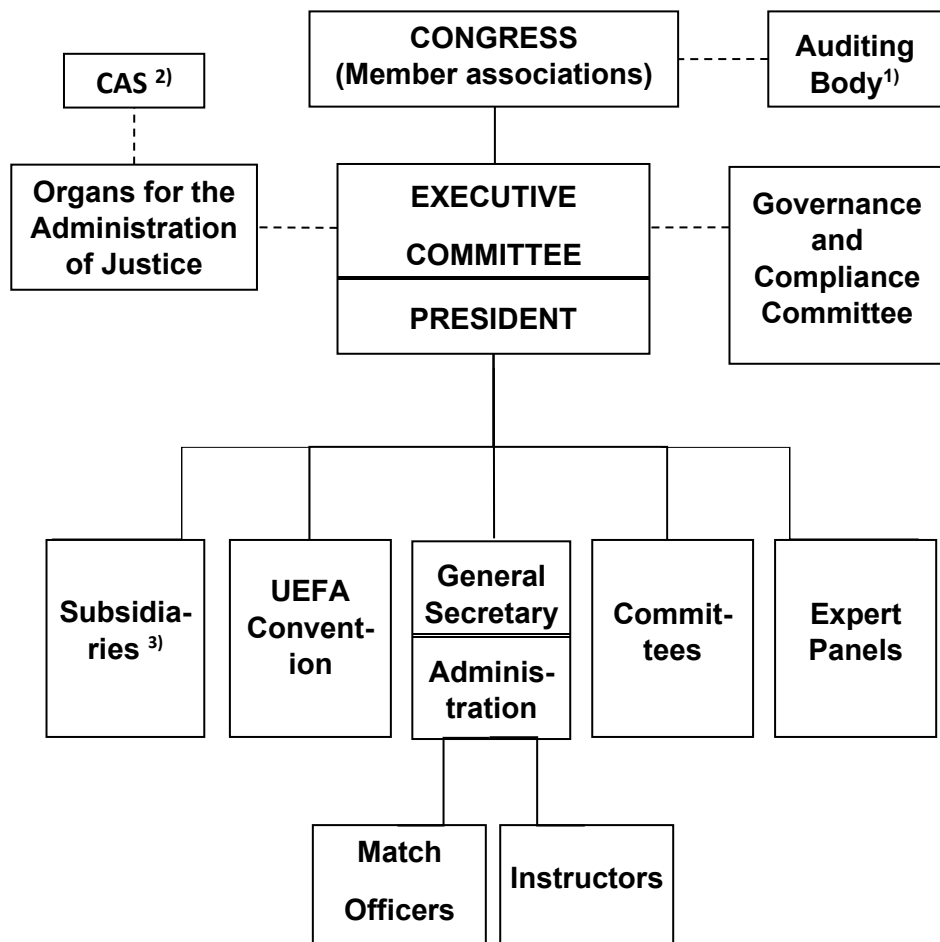 CONGRESS
(Member associations)
Auditing
Body1)
CAS 2)
Organs for the
Administration
of Justice
EXECUTIVE
COMMITTEE
PRESIDENT
Governance
and
Compliance
Committee
Subsidia-
ries 3)
UEFA
Convent-
ion
General
Secretary
Adminis-
tration
Commit-
tees
Expert
Panels
Match
Officers
Instructors